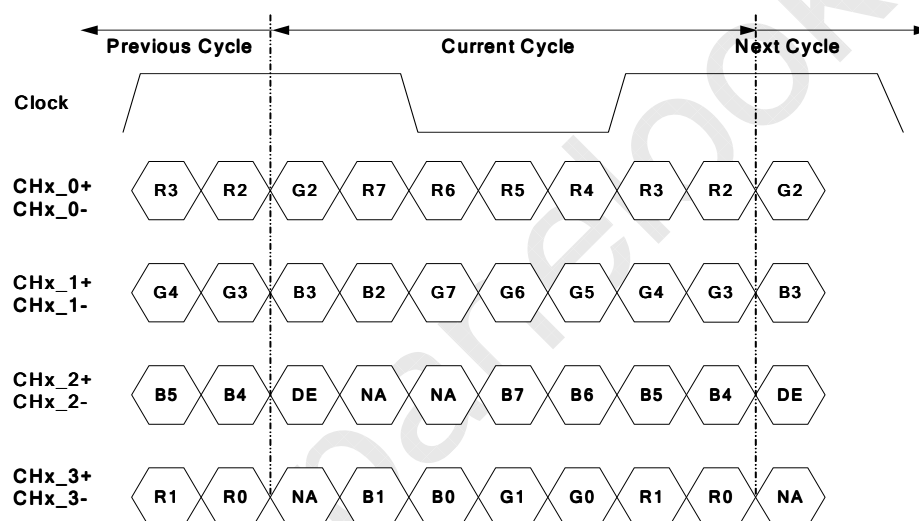 Previous Cycle Current Cycle Next Cycle
Clock
CHx_0+
CHx_0-
R3 R2 G2 R7 R6 R5 R4 R3 R2 G2
CHx_1+
CHx_1-
G4 G3 B3 B2 G7 G6 G5 G4 G3 B3
CHx_2+
CHx_2-
B5 B4 DE NA NA B7 B6 B5 B4 DE
CHx_3+
CHx_3-
R1 R0 NA B1 B0 G1 G0 R1 R0 NA
panelook